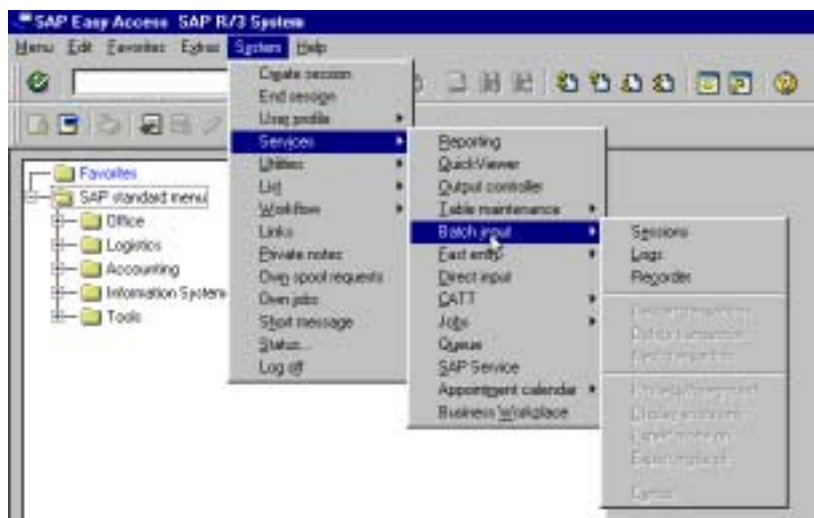 SAP Easy Access SAP R/3 System
Menu Edit Favorites Extras System Help
Create session
End session
User profile
Services
Utilities
List
Workflow
Links
Private notes
Own spool requests
Own jobs
Short message
Status...
Log off
Reporting
QuickViewer
Output controller
Table maintenance
Batch input
Fast entry
Direct input
CATT
Jobs
Queue
SAP Service
Appointment calendar
Business Workplace
Sessions
Logs
Recorder
Favorites
SAP standard menu
Office
Logistics
Accounting
Information System
Tools